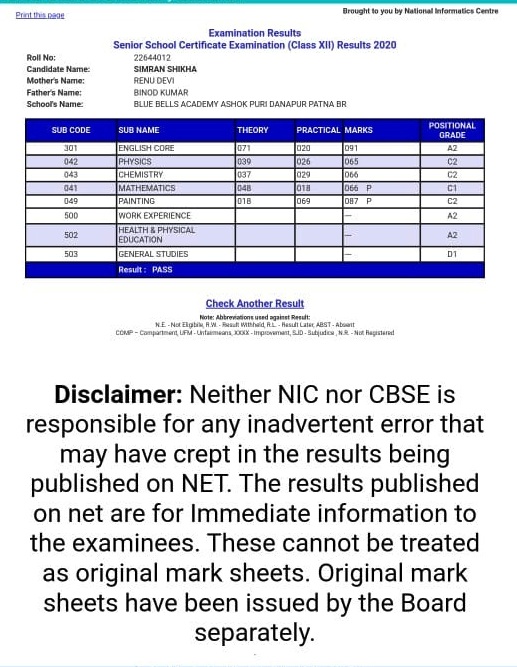 Print this page
Brought to you by National Informatics Centre
Examination Results
Senior School Certificate Examination (Class XII) Results 2020
Roll No: 22644012
Candidate Name: SIMRAN SHIKHA
Mother's Name: RENU DEVI
Father's Name: BINOD KUMAR
School's Name: BLUE BELLS ACADEMY ASHOK PURI DANAPUR PATNA BR
SUB CODE SUB NAME THEORY PRACTICAL MARKS POSITIONAL GRADE
301 ENGLISH CORE 071 020 091 A2
042 PHYSICS 039 026 065 C2
043 CHEMISTRY 037 029 066 C2
041 MATHEMATICS 048 018 066 P C1
049 PAINTING 018 069 087 P C2
500 WORK EXPERIENCE --- A2
502 HEALTH & PHYSICAL EDUCATION --- A2
503 GENERAL STUDIES --- D1
Result : PASS
Check Another Result
Note: Abbreviations used against Result:
N.E. - Not Eligibile, R.W. - Result Withheld, R.L. - Result Later, ABST - Absent
COMP – Compartment, UFM - Unfairmeans, XXXX - Improvement, SJD - Subjudice , N.R. - Not Registered
Disclaimer: Neither NIC nor CBSE is
responsible for any inadvertent error that
may have crept in the results being
published on NET. The results published
on net are for Immediate information to
the examinees. These cannot be treated
as original mark sheets. Original mark
sheets have been issued by the Board
separately.